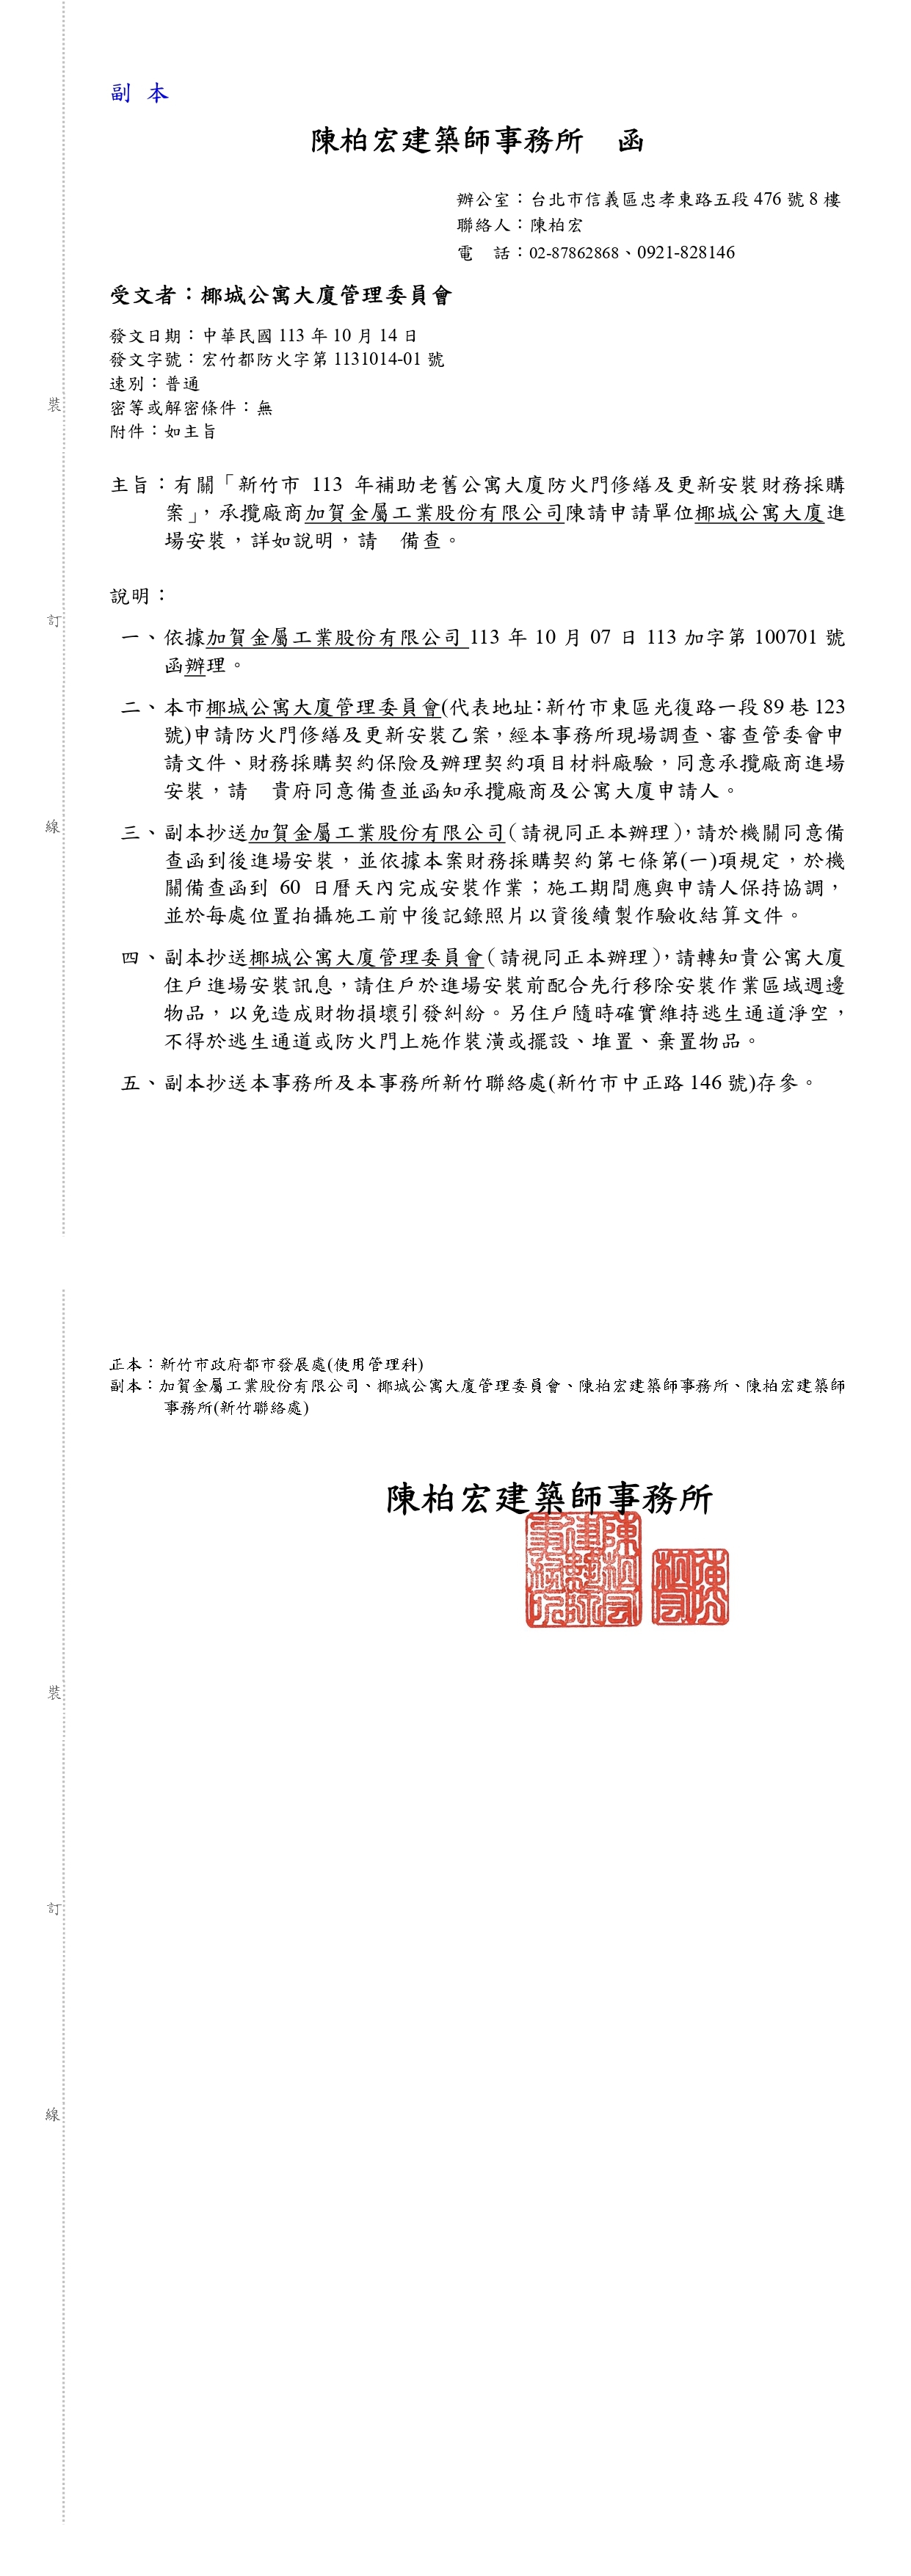 副 本
陳柏宏建築師事務所　函
辦公室：台北市信義區忠孝東路五段 476 號 8 樓
聯絡人：陳柏宏
電　話：02-87862868、0921-828146
受文者：椰城公寓大廈管理委員會
發文日期：中華民國 113 年 10 月 14 日
發文字號：宏竹都防火字第 1131014-01 號
速別：普通
密等或解密條件：無
附件：如主旨
主旨：有關「新竹市 113 年補助老舊公寓大廈防火門修繕及更新安裝財務採購
案」，承攬廠商加賀金屬工業股份有限公司陳請申請單位椰城公寓大廈進
場安裝，詳如說明，請　備查。
說明：
一、依據加賀金屬工業股份有限公司 113 年 10 月 07 日 113 加字第 100701 號
函辦理。
二、本市椰城公寓大廈管理委員會(代表地址：新竹市東區光復路一段 89 巷 123
號)申請防火門修繕及更新安裝乙案，經本事務所現場調查、審查管委會申
請文件、財務採購契約保險及辦理契約項目材料廠驗，同意承攬廠商進場
安裝，請　貴府同意備查並函知承攬廠商及公寓大廈申請人。
三、副本抄送加賀金屬工業股份有限公司（請視同正本辦理），請於機關同意備
查函到後進場安裝，並依據本案財務採購契約第七條第(一)項規定，於機
關備查函到 60 日曆天內完成安裝作業；施工期間應與申請人保持協調，
並於每處位置拍攝施工前中後記錄照片以資後續製作驗收結算文件。
四、副本抄送椰城公寓大廈管理委員會（請視同正本辦理），請轉知貴公寓大廈
住戶進場安裝訊息，請住戶於進場安裝前配合先行移除安裝作業區域週邊
物品，以免造成財物損壞引發糾紛。另住戶隨時確實維持逃生通道淨空，
不得於逃生通道或防火門上施作裝潢或擺設、堆置、棄置物品。
五、副本抄送本事務所及本事務所新竹聯絡處(新竹市中正路 146 號)存參。
裝
訂
線
正本：新竹市政府都市發展處(使用管理科)
副本：加賀金屬工業股份有限公司、椰城公寓大廈管理委員會、陳柏宏建築師事務所、陳柏宏建築師
事務所(新竹聯絡處)
陳柏宏建築師事務所
陳柏宏
建築師
事務所
陳
柏宏
裝
訂
線